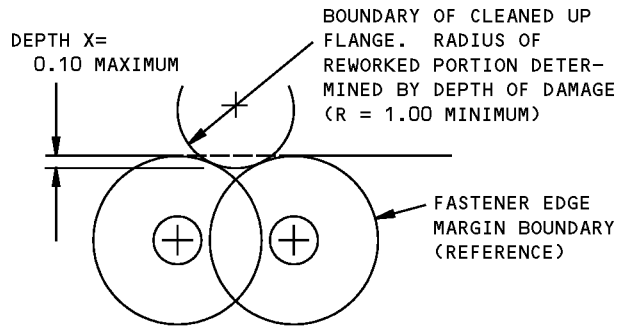 DEPTH X=
0.10 MAXIMUM
BOUNDARY OF CLEANED UP
FLANGE. RADIUS OF
REWORKED PORTION DETER-
MINED BY DEPTH OF DAMAGE
(R = 1.00 MINIMUM)
FASTENER EDGE
MARGIN BOUNDARY
(REFERENCE)